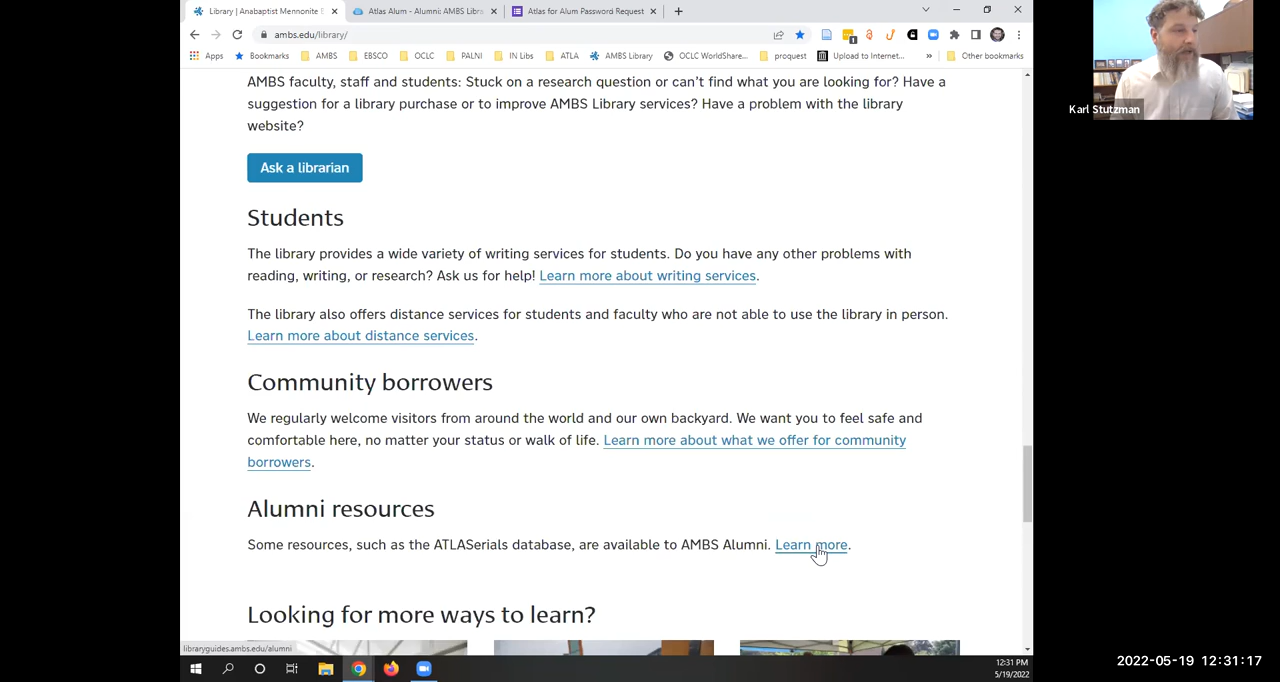 Library | Anabaptist Mennonite
Atlas Alum - Alumni: AMBS Libra
Atlas for Alum Password Request
ambs.edu/library/
Apps
Bookmarks
AMBS
EBSCO
OCLC
PALNI
IN Libs
ATLA
AMBS Library
OCLC WorldShare...
proquest
Upload to Internet...
»
Other bookmarks
AMBS faculty, staff and students: Stuck on a research question or can’t find what you are looking for? Have a
suggestion for a library purchase or to improve AMBS Library services? Have a problem with the library
website?
Ask a librarian
Students
The library provides a wide variety of writing services for students. Do you have any other problems with
reading, writing, or research? Ask us for help! Learn more about writing services.
The library also offers distance services for students and faculty who are not able to use the library in person.
Learn more about distance services.
Community borrowers
We regularly welcome visitors from around the world and our own backyard. We want you to feel safe and
comfortable here, no matter your status or walk of life. Learn more about what we offer for community
borrowers.
Alumni resources
Some resources, such as the ATLASerials database, are available to AMBS Alumni. Learn more.
Looking for more ways to learn?
libraryguides.ambs.edu/alumni
12:31 PM
5/19/2022
Karl Stutzman
2022-05-19 12:31:17